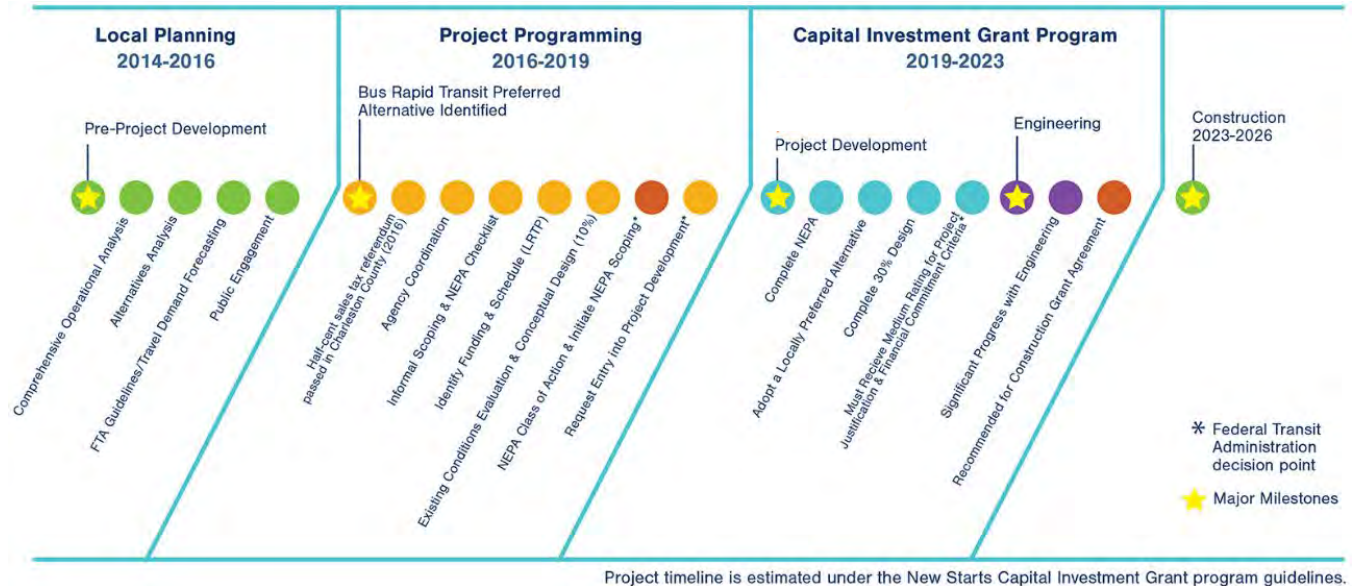 Local Planning
2014-2016
Pre-Project Development
Comprehensive Operational Analysis
Alternatives Analysis
FTA Guidelines/Travel Demand Forecasting
Public Engagement
Project Programming
2016-2019
Bus Rapid Transit Preferred
Alternative Identified
Half-cent sales tax referendum
passed in Charleston County (2016)
Agency Coordination
Informal Scoping & NEPA Checklist
Identify Funding & Schedule (LRTP)
Existing Conditions Evaluation & Conceptual Design (10%)
NEPA Class of Action & Initiate NEPA Scoping*
Request Entry into Project Development*
Capital Investment Grant Program
2019-2023
Project Development
Complete NEPA
Adopt a Locally Preferred Alternative
Complete 30% Design
Must Recieve Medium Rating for Project
Justification & Financial Commitment Criteria*
Engineering
Significant Progress with Engineering
Recommended for Construction Grant Agreement
Construction
2023-2026
* Federal Transit
Administration
decision point
Major Milestones
Project timeline is estimated under the New Starts Capital Investment Grant program guidelines.